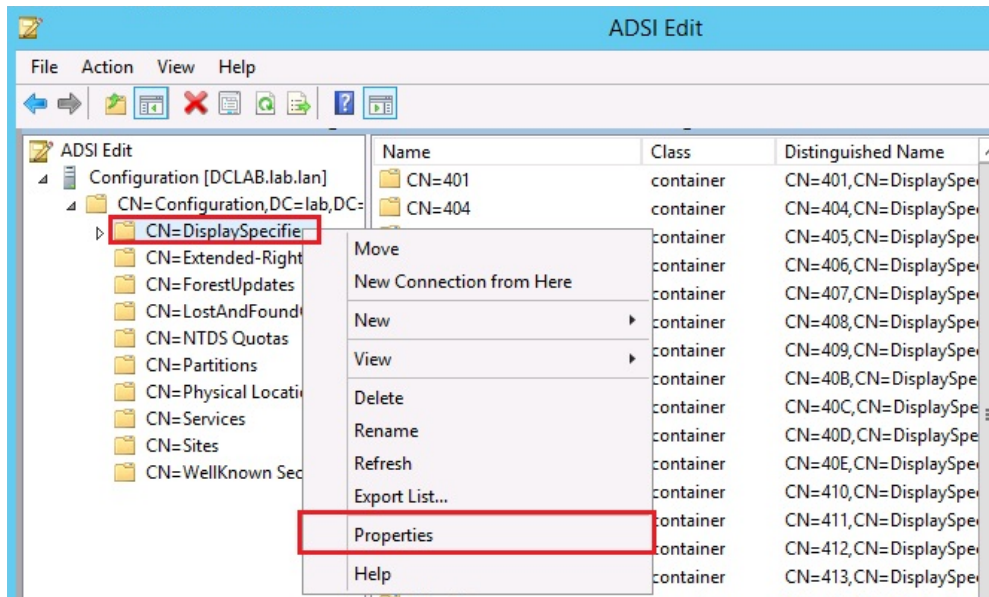 ADSI Edit
File Action View Help
ADSI Edit
Configuration [DCLAB.lab.lan]
CN=Configuration,DC=lab,DC=
CN=DisplaySpecifie
CN=Extended-Right
CN=ForestUpdates
CN=LostAndFound
CN=NTDS Quotas
CN=Partitions
CN=Physical Locati
CN=Services
CN=Sites
CN=WellKnown Sec
Move
New Connection from Here
New
View
Delete
Rename
Refresh
Export List...
Properties
Help
Name Class Distinguished Name
CN=401 container CN=401,CN=DisplaySpe
CN=404 container CN=404,CN=DisplaySpe
container CN=405,CN=DisplaySpe
container CN=406,CN=DisplaySpe
container CN=407,CN=DisplaySpe
container CN=408,CN=DisplaySpe
container CN=409,CN=DisplaySpe
container CN=40B,CN=DisplaySpe
container CN=40C,CN=DisplaySpe
container CN=40D,CN=DisplaySpe
container CN=40E,CN=DisplaySpe
container CN=410,CN=DisplaySpe
container CN=411,CN=DisplaySpe
container CN=412,CN=DisplaySpe
container CN=413,CN=DisplaySpe